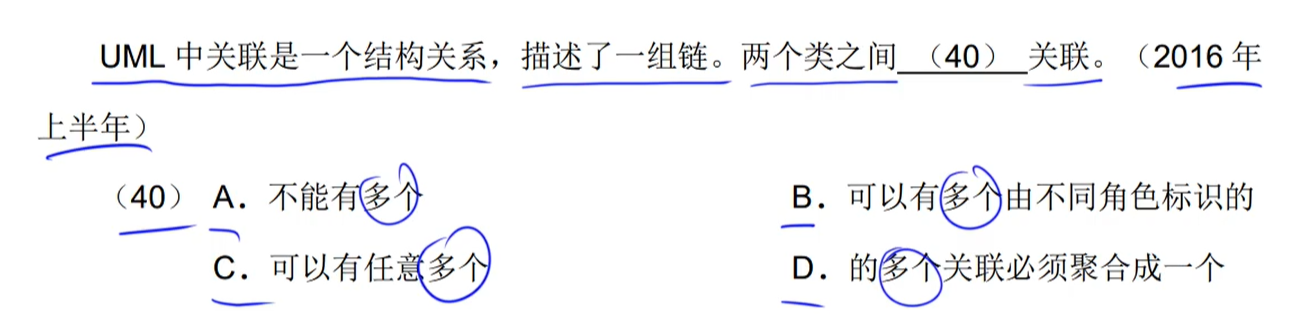 UML 中关联是一个结构关系，描述了一组链。两个类之间 （40） 关联。（2016 年
上半年）
（40） A．不能有多个 B．可以有多个由不同角色标识的
C．可以有任意多个 D．的多个关联必须聚合成一个